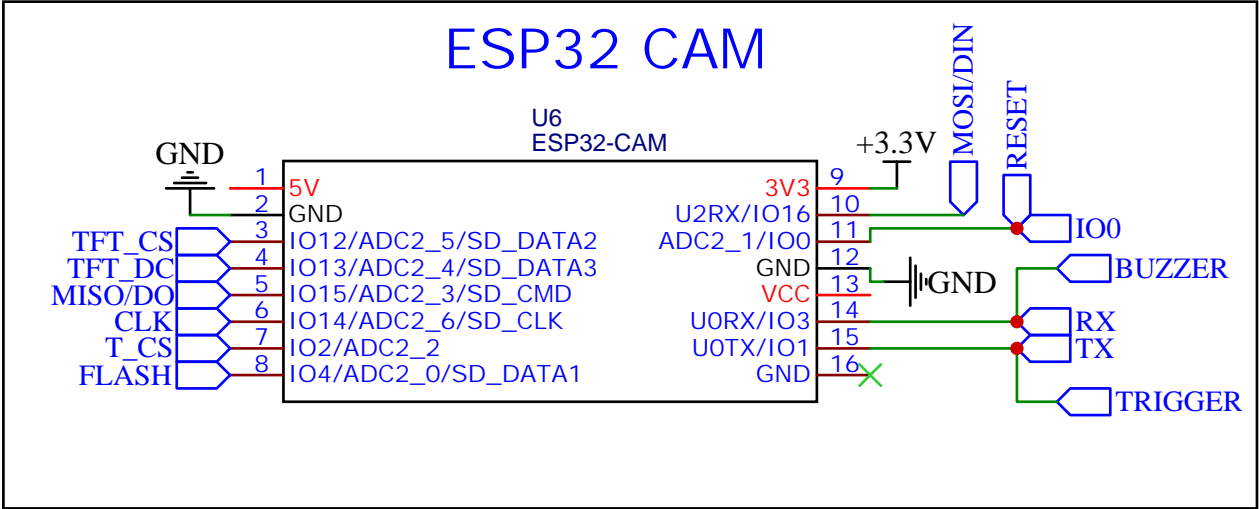 ESP32 CAM
U6
ESP32-CAM
GND
+3.3V
MOSI/DIN
RESET
1 5V
2 GND
TFT_CS 3 IO12/ADC2_5/SD_DATA2
TFT_DC 4 IO13/ADC2_4/SD_DATA3
MISO/DO 5 IO15/ADC2_3/SD_CMD
CLK 6 IO14/ADC2_6/SD_CLK
T_CS 7 IO2/ADC2_2
FLASH 8 IO4/ADC2_0/SD_DATA1
3V3 9
U2RX/IO16 10
ADC2_1/IO0 11 IO0
GND 12 GND
VCC 13
U0RX/IO3 14 RX
U0TX/IO1 15 TX
GND 16
BUZZER
TRIGGER